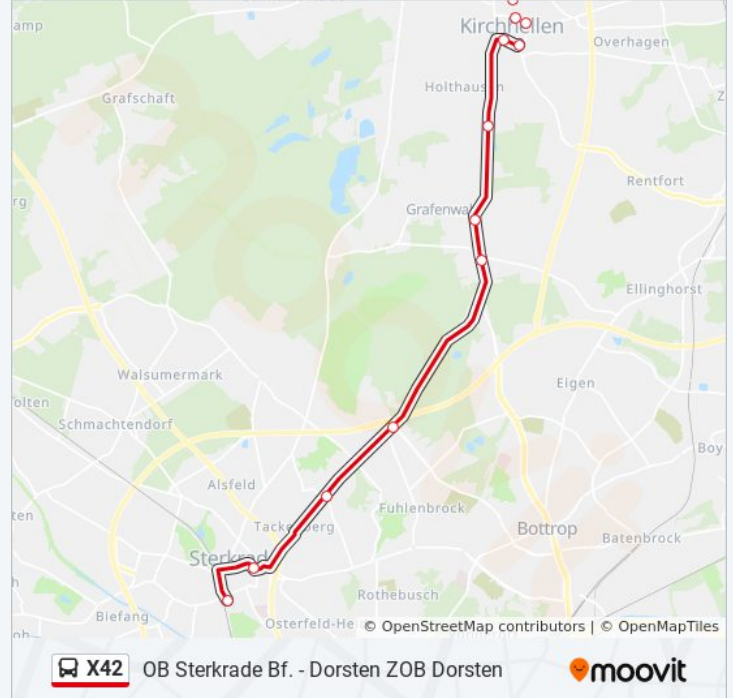 amp
Kirchhellen
Overhagen
Grafschaft
Holthausen
Z
rg
Rentfort
Grafenwald
Ellinghorst
Walsumermark
Eigen
olten
Schmachtendorf
Boy
Alsfeld
ten
Fuhlenbrock
Tackenberg
Bottrop
Batenbrock
Sterkrade
h
Rothebusch
Biefang
Osterfeld-He
oh
© OpenStreetMap contributors | © OpenMapTiles
X42 OB Sterkrade Bf. - Dorsten ZOB Dorsten moovit